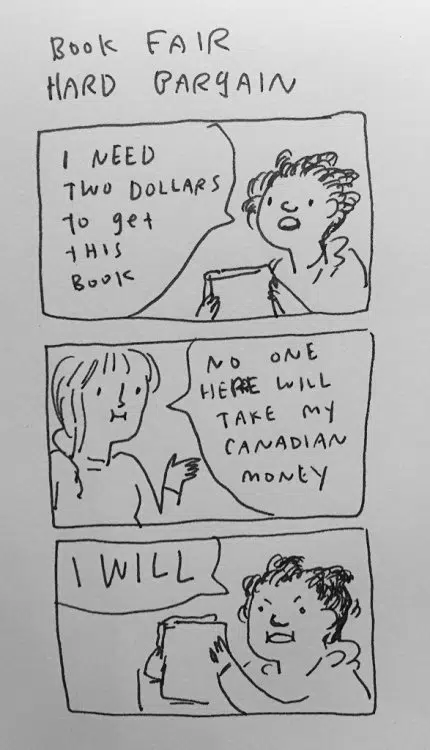 Book FAIR
HARD BARGAIN
I NEED
TWO DOLLARS
to get
tHIS
BOOK
NO ONE
HERE WILL
TAKE MY
CANADIAN
MONEY
I WILL